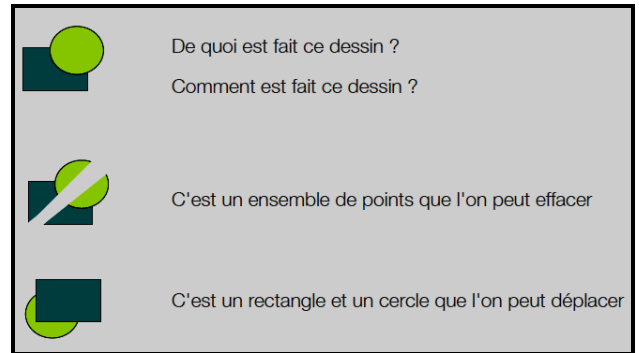 De quoi est fait ce dessin ?
Comment est fait ce dessin ?
C'est un ensemble de points que l'on peut effacer
C'est un rectangle et un cercle que l'on peut déplacer